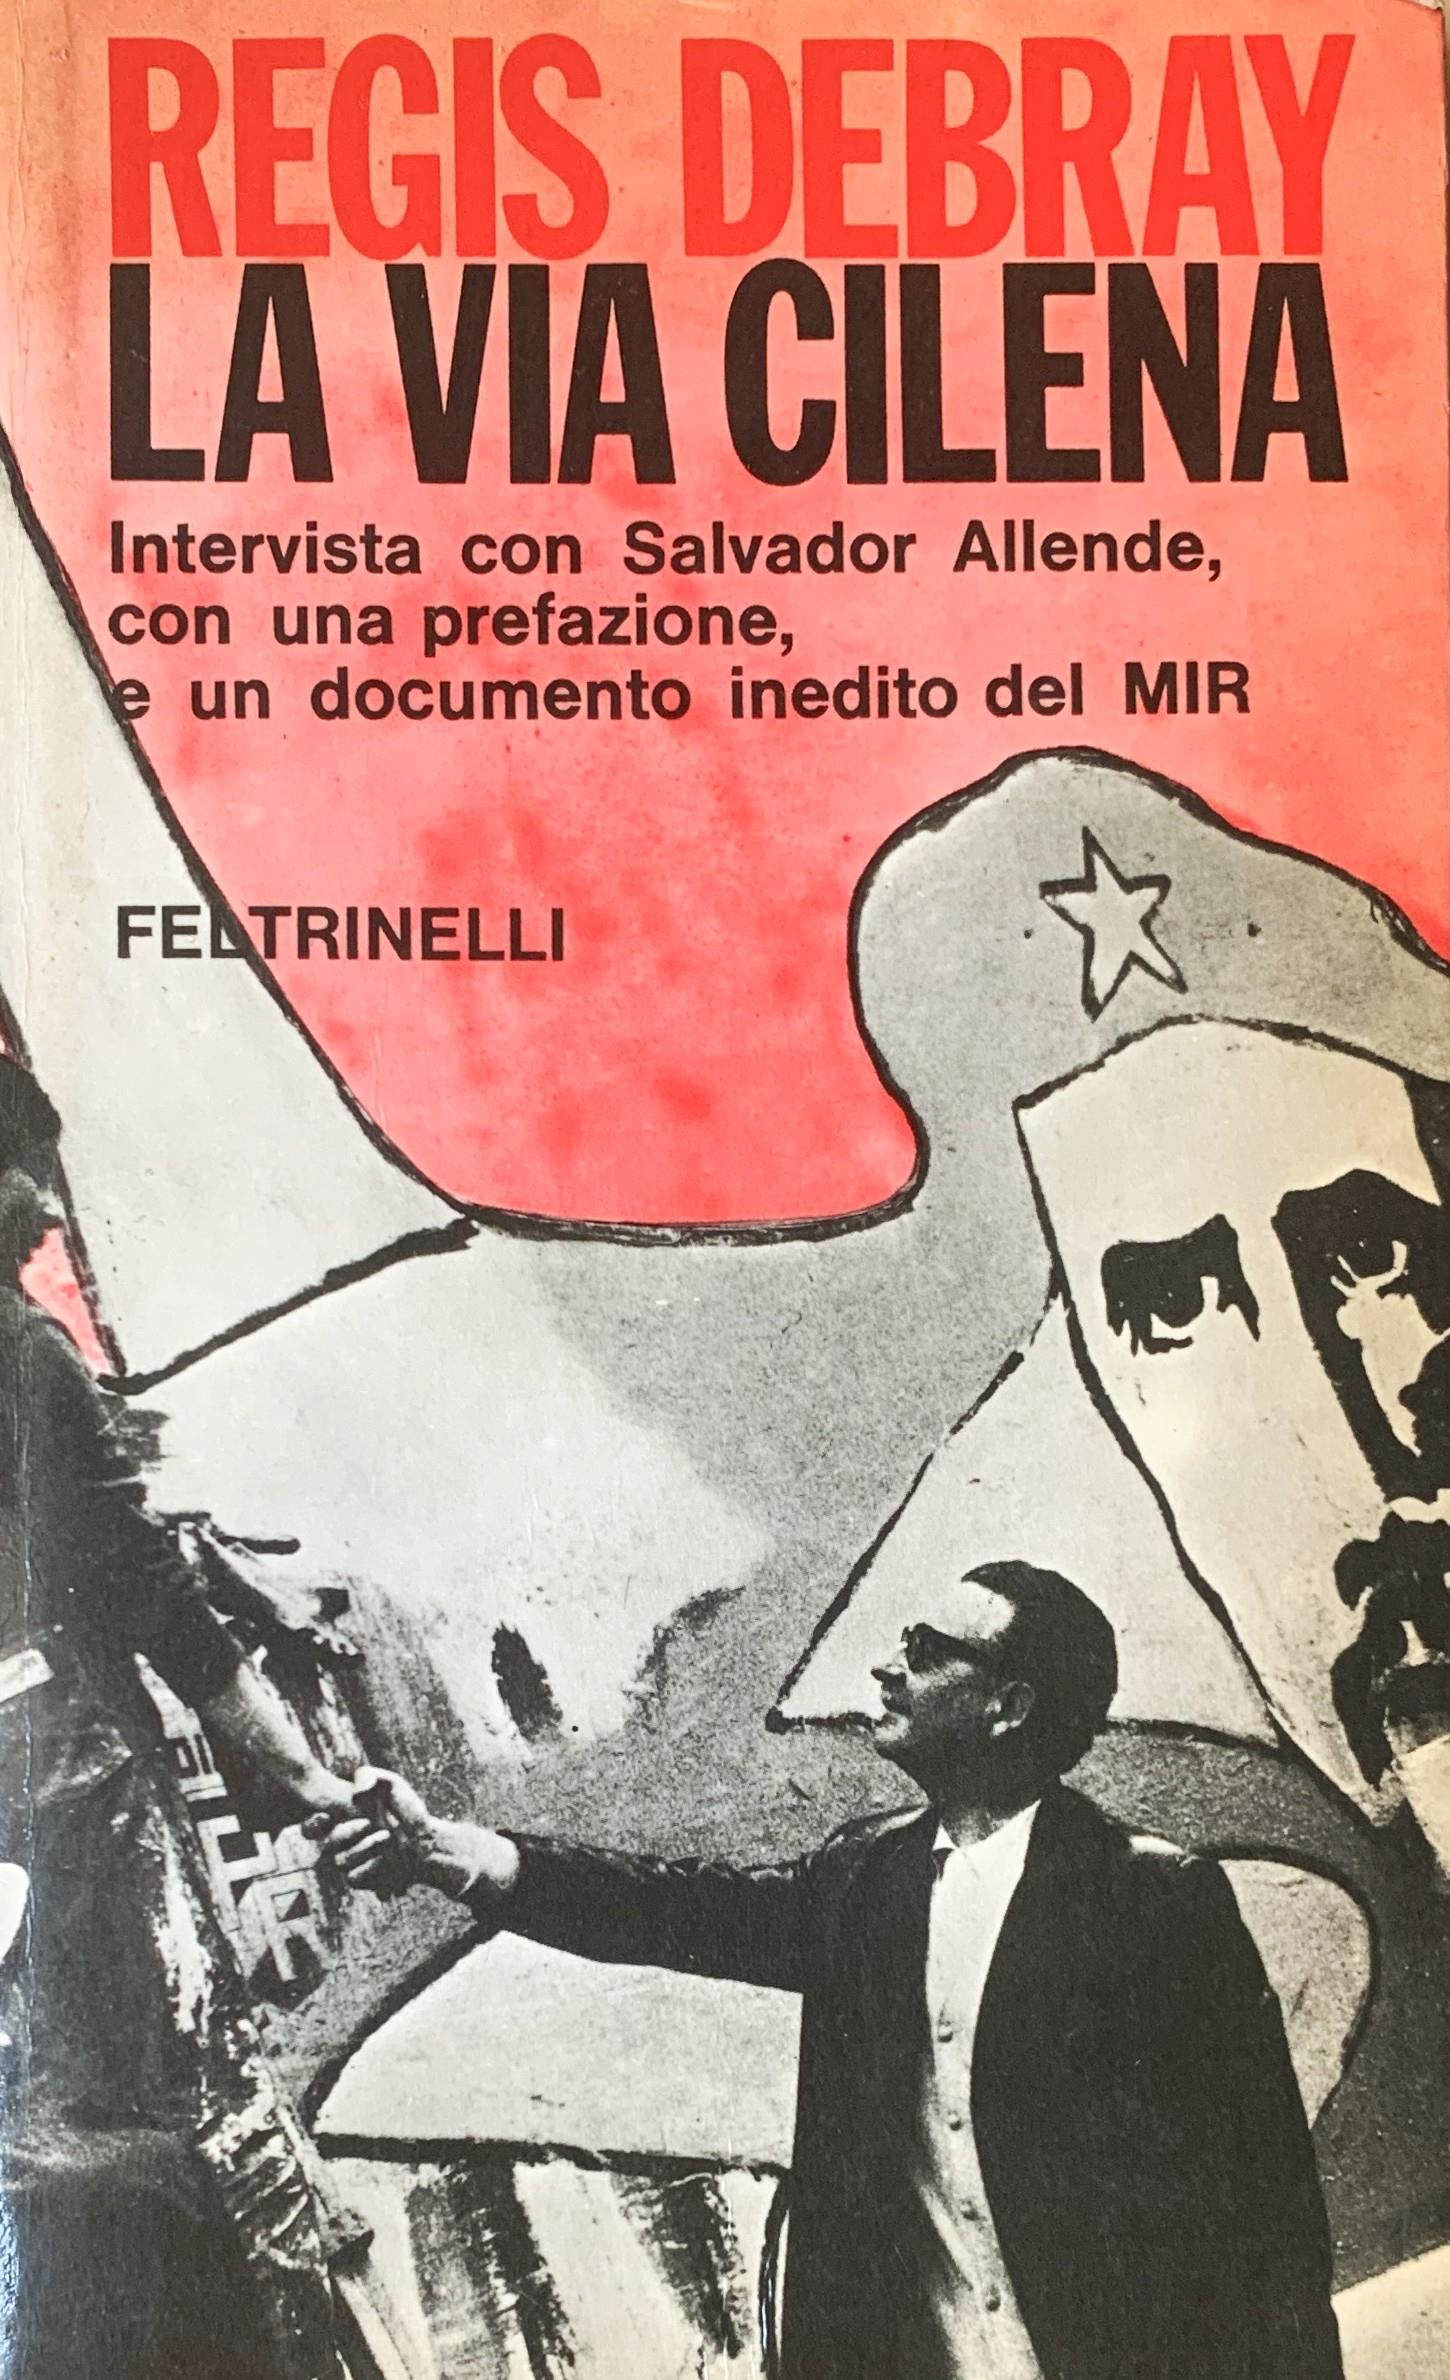 REGIS DEBRAY
LA VIA CILENA
Intervista con Salvador Allende,
con una prefazione,
e un documento inedito del MIR
FELTRINELLI